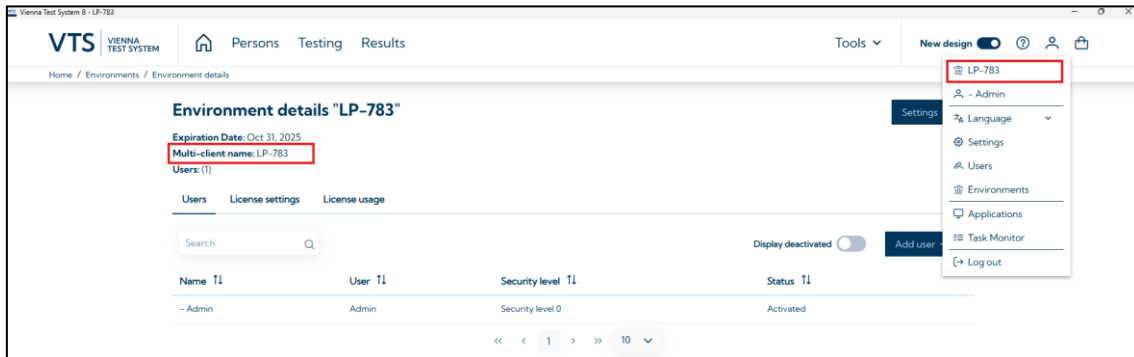 Vienna Test System 8 - LP-783
VTS VIENNA TEST SYSTEM Persons Testing Results Tools New design
Home / Environments / Environment details
LP-783
- Admin
Language
Settings
Users
Environments
Applications
Task Monitor
Log out
Environment details "LP-783"
Settings
Expiration Date: Oct 31, 2025
Multi-client name: LP-783
Users: (1)
Users License settings License usage
Search Display deactivated Add user
Name User Security level Status
- Admin Admin Security level 0 Activated
« ‹ 1 › » 10